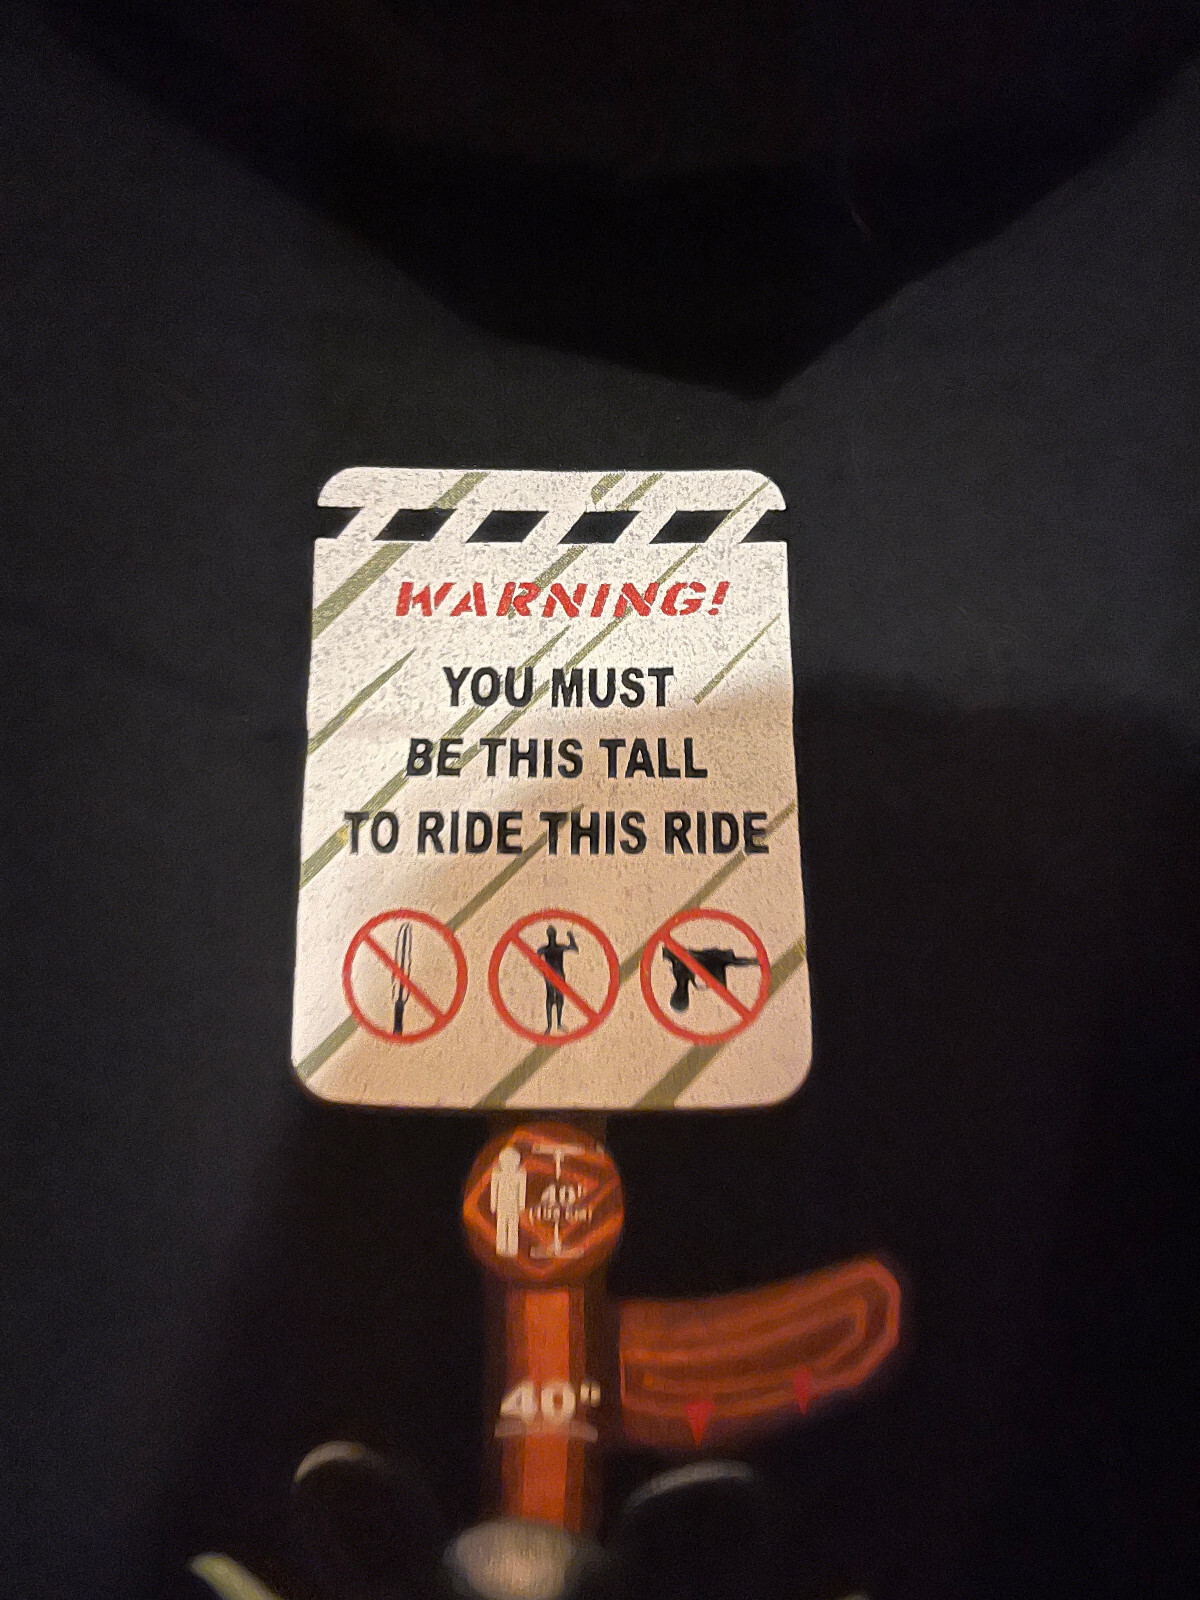 WARNING!
YOU MUST
BE THIS TALL
TO RIDE THIS RIDE
40"
40"